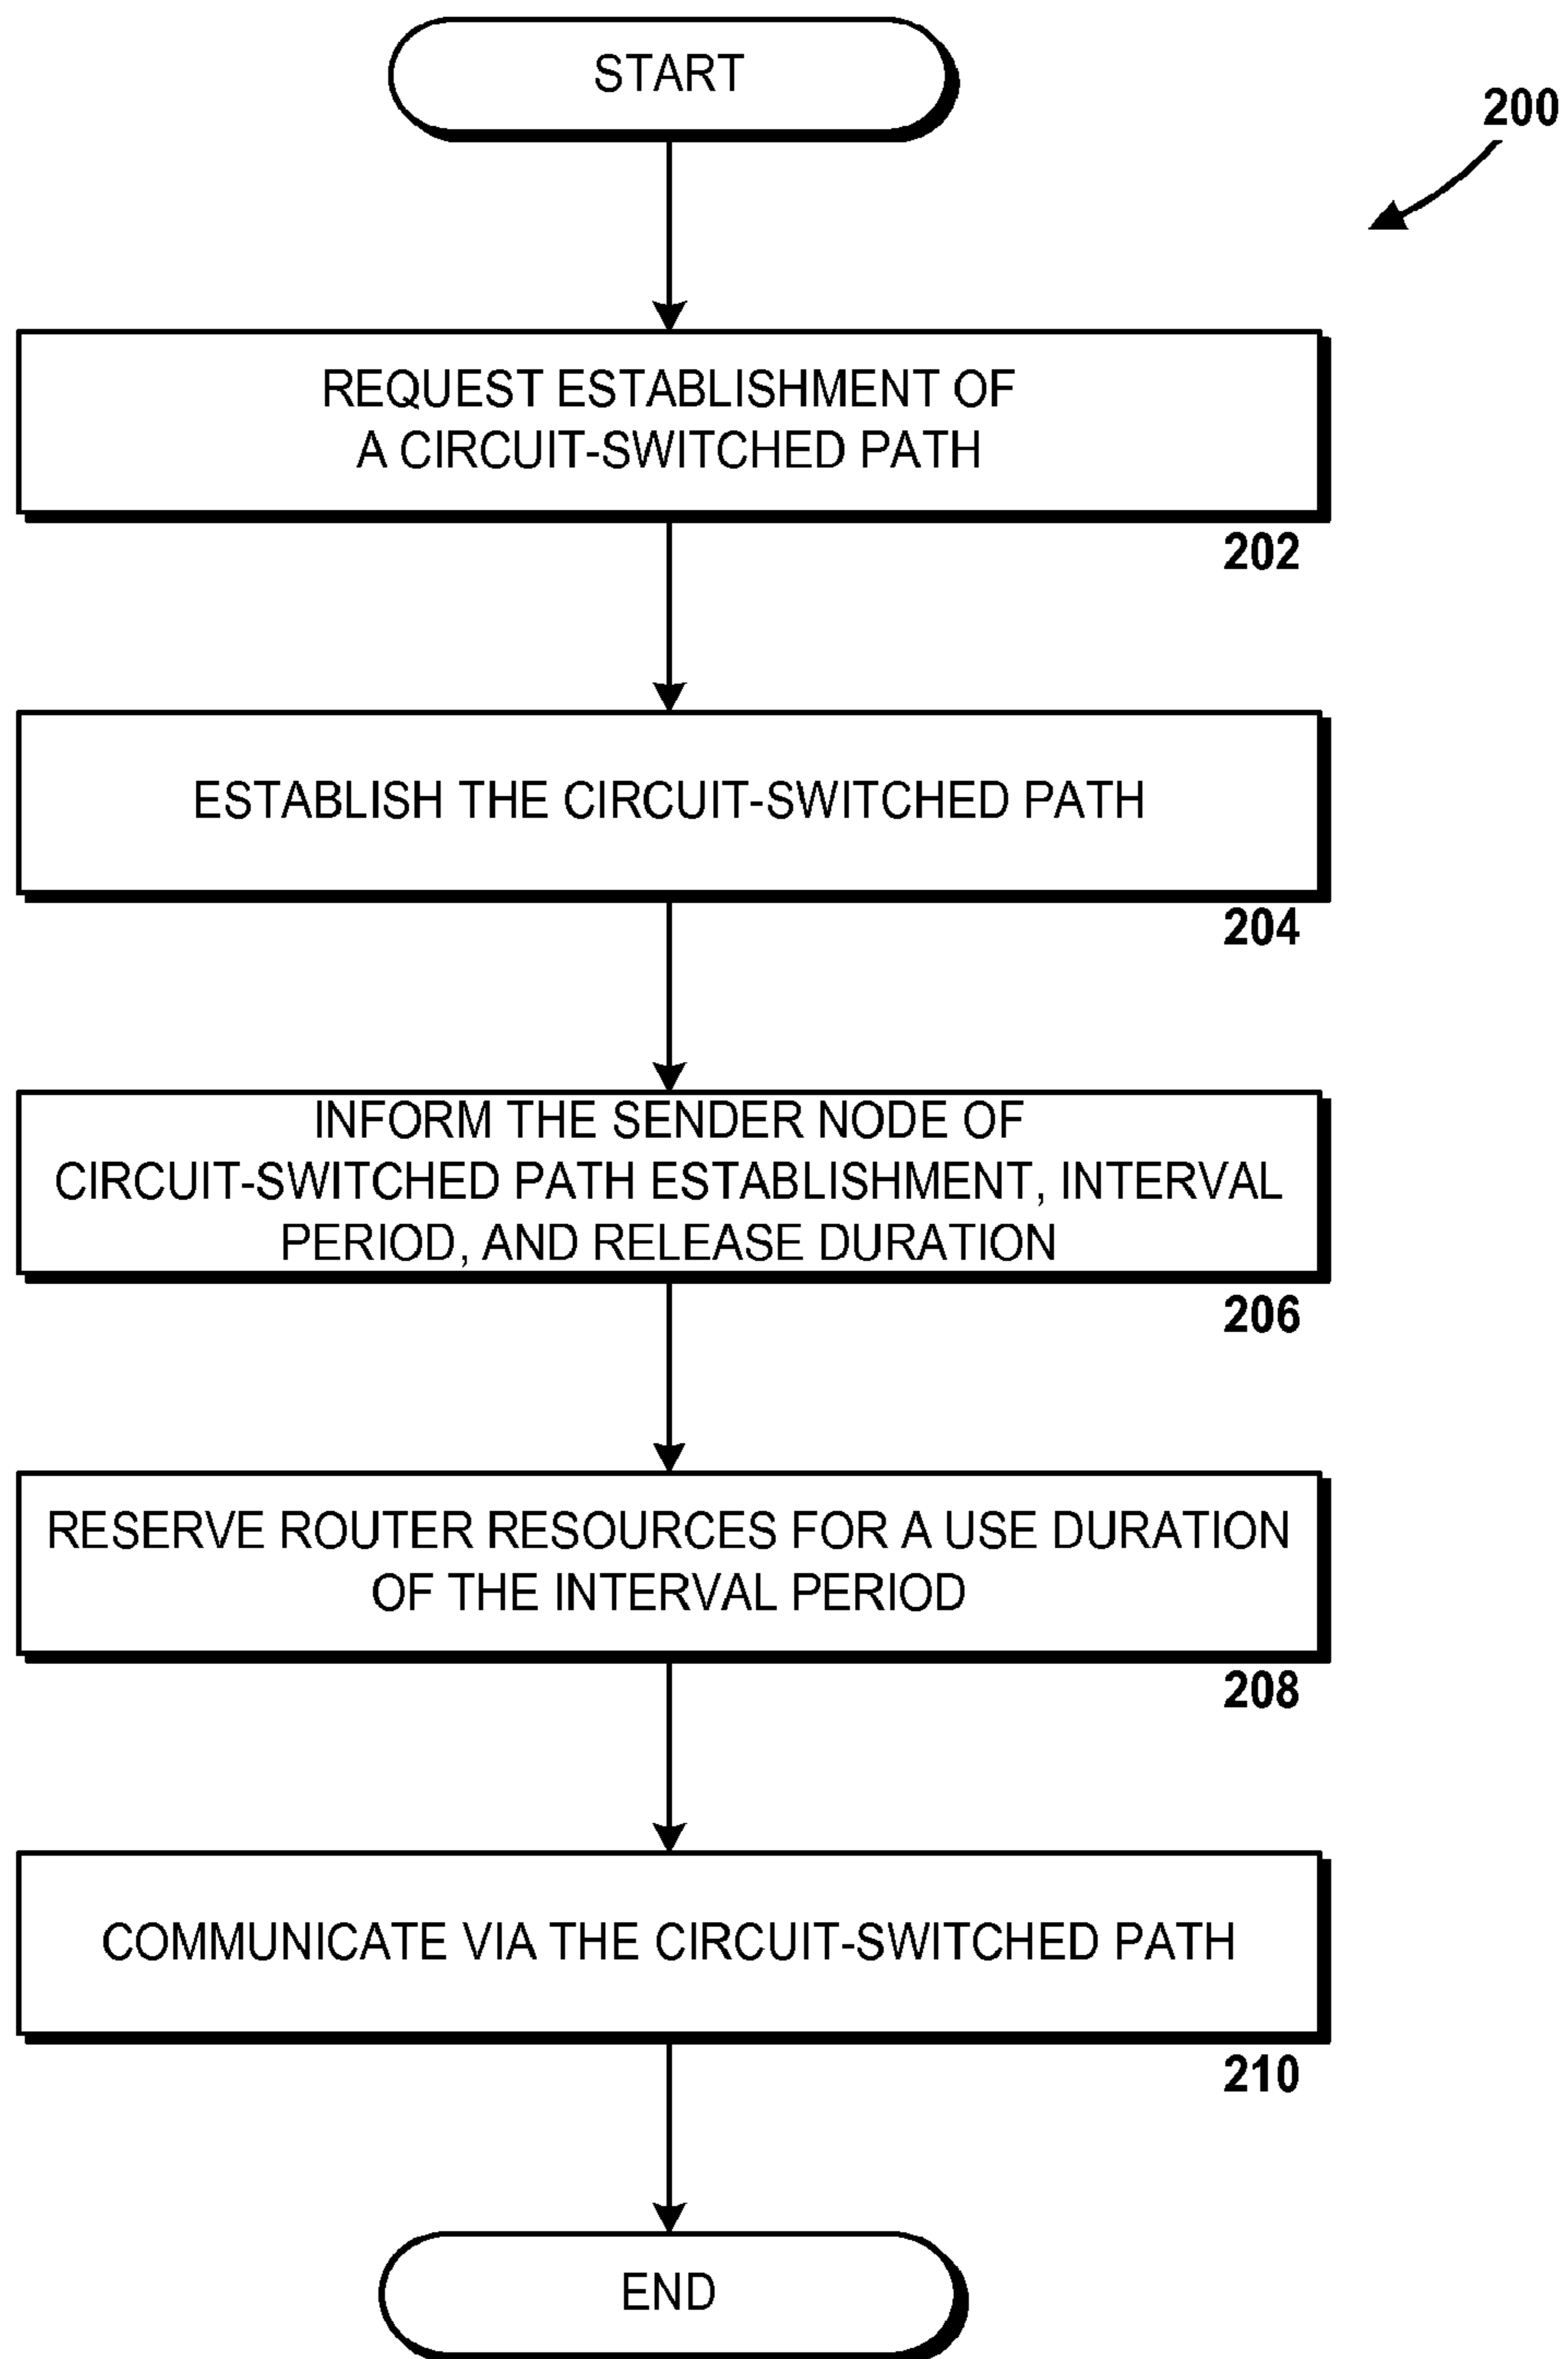 START
200
REQUEST ESTABLISHMENT OF
A CIRCUIT-SWITCHED PATH
202
ESTABLISH THE CIRCUIT-SWITCHED PATH
204
INFORM THE SENDER NODE OF
CIRCUIT-SWITCHED PATH ESTABLISHMENT, INTERVAL
PERIOD, AND RELEASE DURATION
206
RESERVE ROUTER RESOURCES FOR A USE DURATION
OF THE INTERVAL PERIOD
208
COMMUNICATE VIA THE CIRCUIT-SWITCHED PATH
210
END